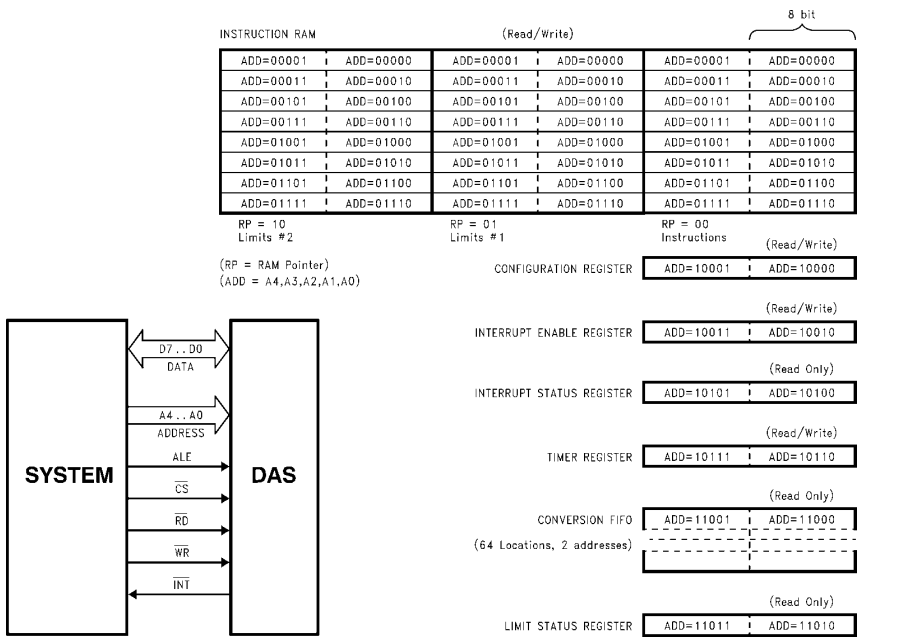 8 bit
INSTRUCTION RAM (Read/Write)
ADD=00001 ADD=00000 ADD=00001 ADD=00000 ADD=00001 ADD=00000
ADD=00011 ADD=00010 ADD=00011 ADD=00010 ADD=00011 ADD=00010
ADD=00101 ADD=00100 ADD=00101 ADD=00100 ADD=00101 ADD=00100
ADD=00111 ADD=00110 ADD=00111 ADD=00110 ADD=00111 ADD=00110
ADD=01001 ADD=01000 ADD=01001 ADD=01000 ADD=01001 ADD=01000
ADD=01011 ADD=01010 ADD=01011 ADD=01010 ADD=01011 ADD=01010
ADD=01101 ADD=01100 ADD=01101 ADD=01100 ADD=01101 ADD=01100
ADD=01111 ADD=01110 ADD=01111 ADD=01110 ADD=01111 ADD=01110
RP = 10 RP = 01 RP = 00
Limits #2 Limits #1 Instructions
(RP = RAM Pointer)
(ADD = A4,A3,A2,A1,A0)
(Read/Write)
CONFIGURATION REGISTER ADD=10001 ADD=10000
(Read/Write)
INTERRUPT ENABLE REGISTER ADD=10011 ADD=10010
(Read Only)
INTERRUPT STATUS REGISTER ADD=10101 ADD=10100
(Read/Write)
TIMER REGISTER ADD=10111 ADD=10110
(Read Only)
CONVERSION FIFO ADD=11001 ADD=11000
(64 Locations, 2 addresses)
(Read Only)
LIMIT STATUS REGISTER ADD=11011 ADD=11010
SYSTEM
DAS
D7..D0
DATA
A4..A0
ADDRESS
ALE
C̅S̅
R̅D̅
W̅R̅
I̅N̅T̅